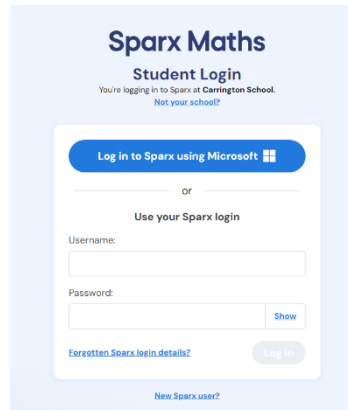 Sparx Maths
Student Login
You're logging in to Sparx at Carrington School.
Not your school?
Log in to Sparx using Microsoft
or
Use your Sparx login
Username:
Password:
Show
Forgotten Sparx login details?
Log in
New Sparx user?